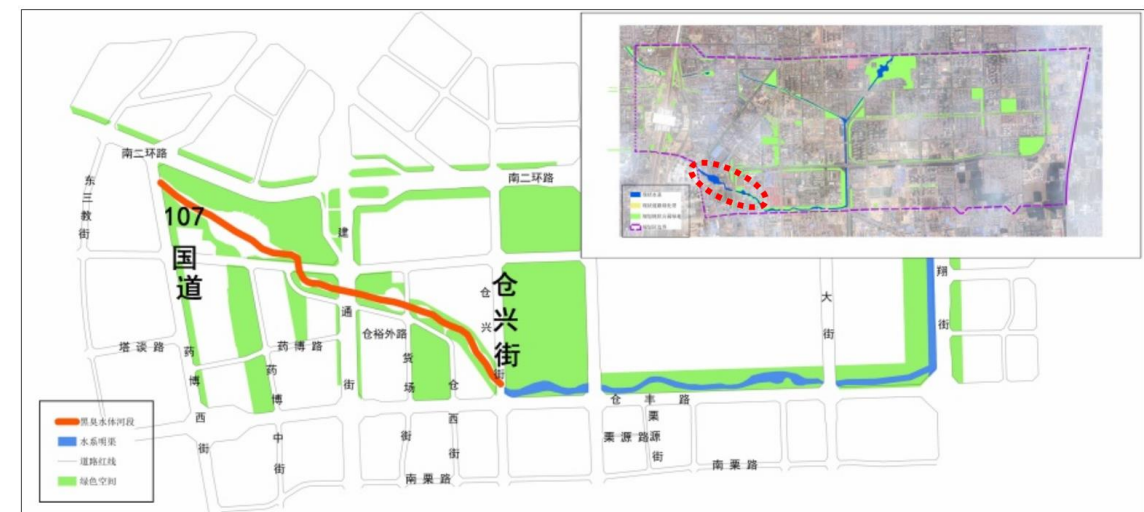 南二环路
东三教街
107
国道
南二环路
建通街
仓兴街
仓兴街
仓裕外路
塔谈路
药博路
药博西街
药博中街
货场街
仓西街
大街
翔街
仓丰路
栗源路
栗源街
南栗路
南栗路
黑臭水体河段
水系明渠
道路红线
绿色空间